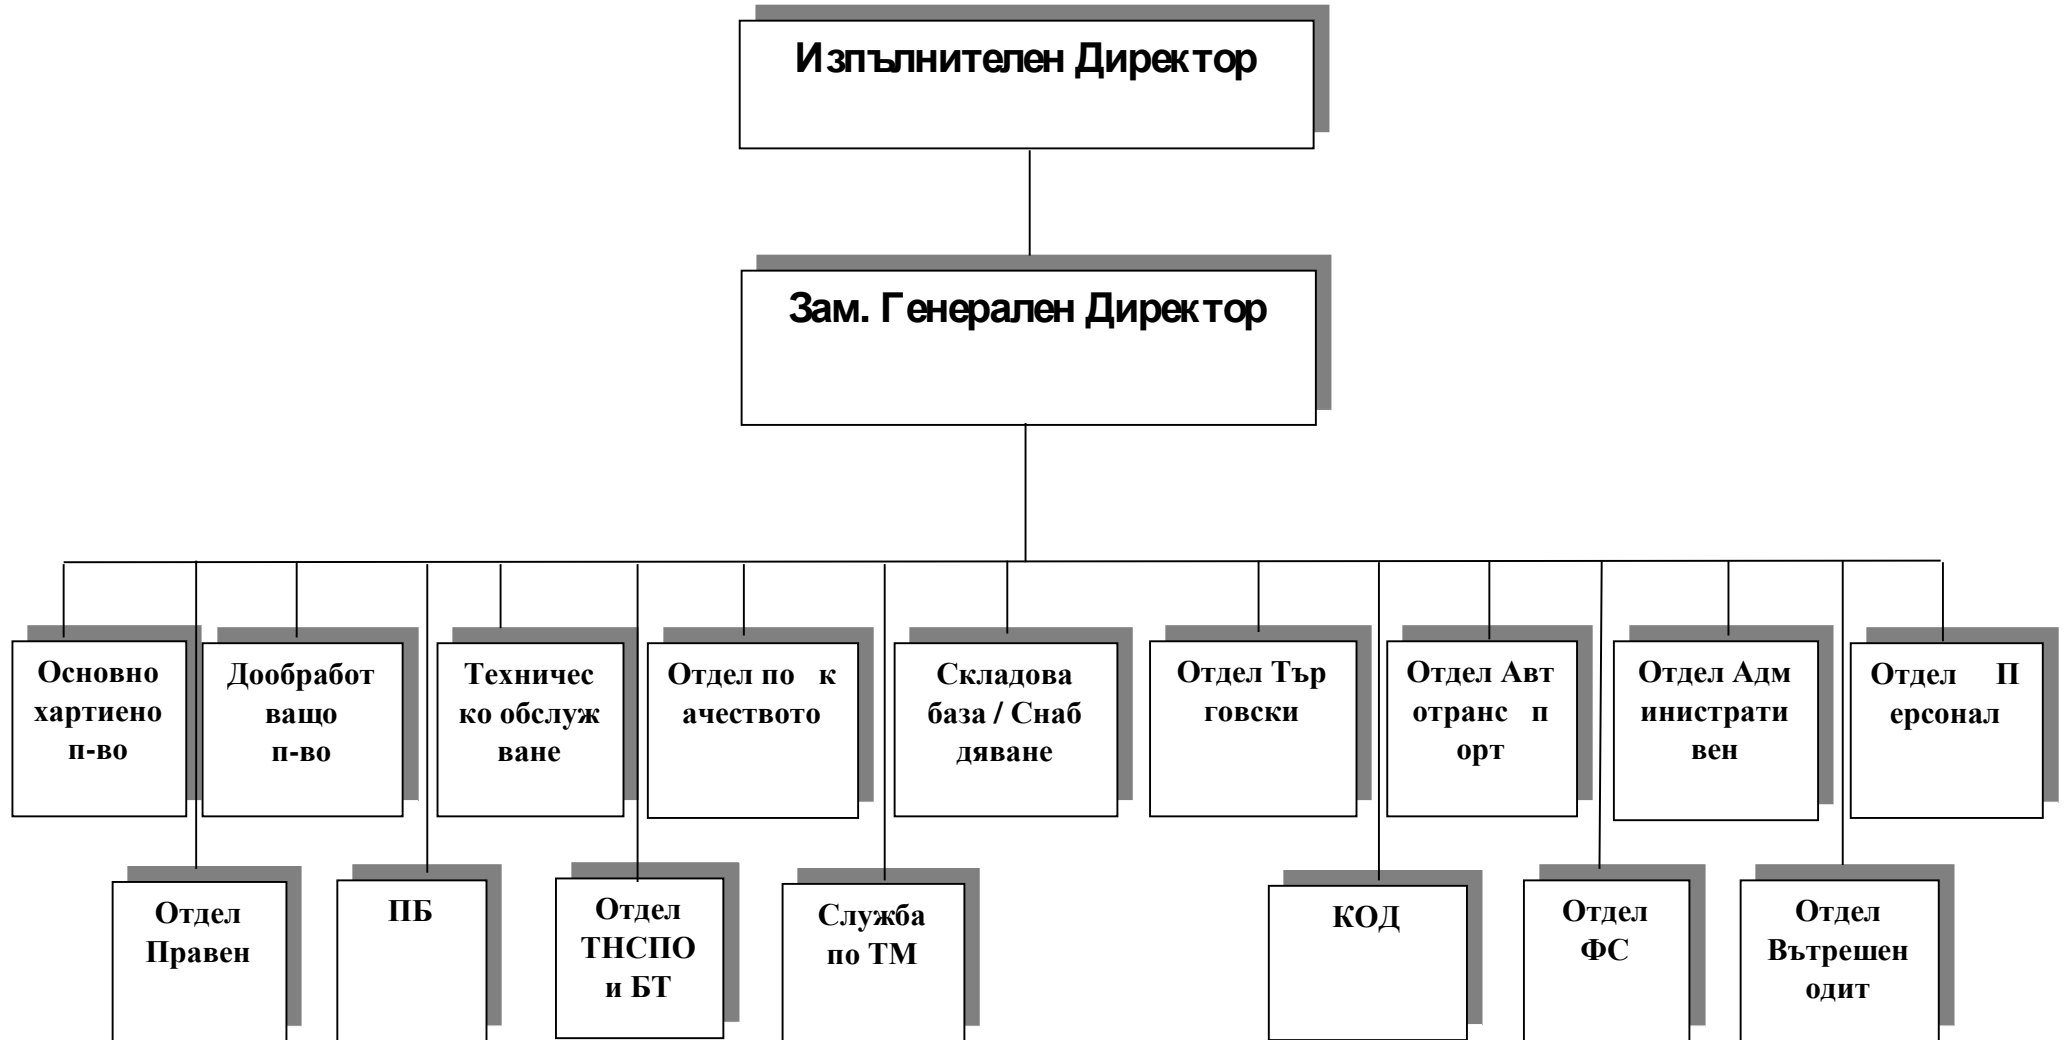 Изпълнителен Директор
Зам. Генерален Директор
Основно
хартиено
п-во
Дообработ
ващо
п-во
Техничес
ко обслуж
ване
Отдел по к
ачеството
Складова
база / Снаб
дяване
Отдел Тър
говски
Отдел Авт
отранс п
орт
Отдел Адм
инистрати
вен
Отдел П
ерсонал
Отдел
Правен
ПБ
Отдел
ТНСПО
и БТ
Служба
по ТМ
КОД
Отдел
ФС
Отдел
Вътрешен
одит